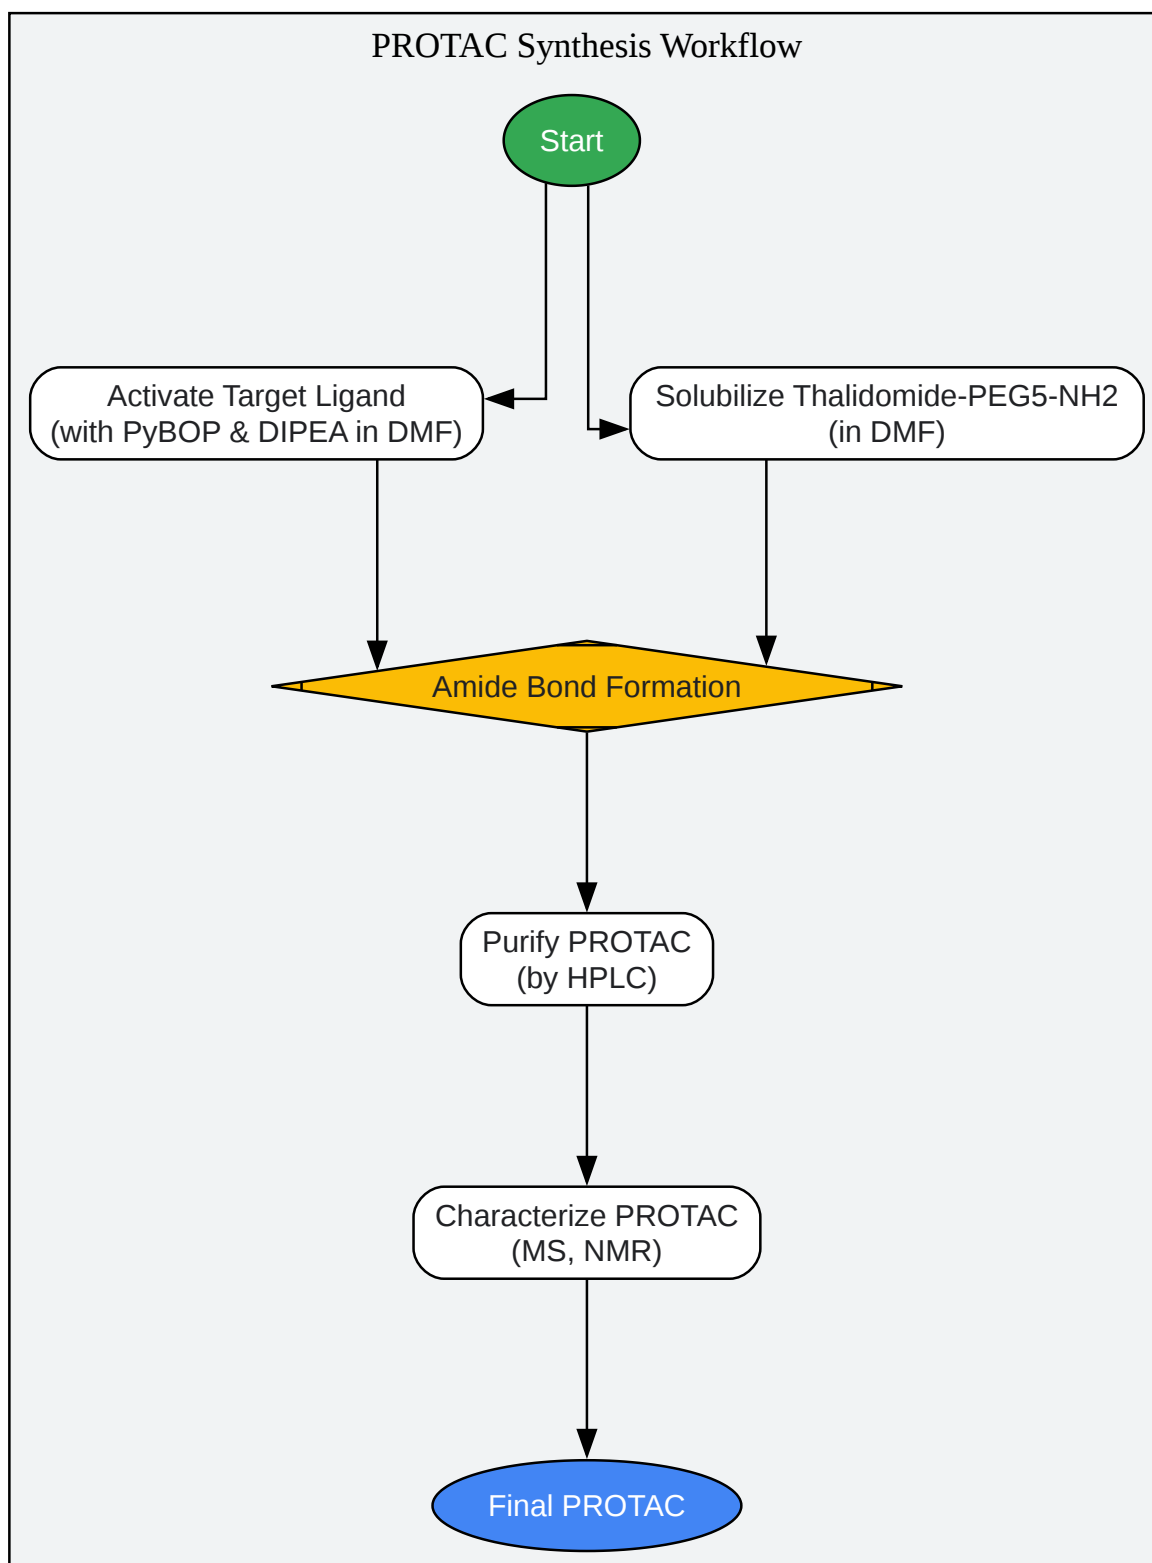 PROTAC Synthesis Workflow
Start
Activate Target Ligand
(with PyBOP & DIPEA in DMF)
Solubilize Thalidomide-PEG5-NH2
(in DMF)
Amide Bond Formation
Purify PROTAC
(by HPLC)
Characterize PROTAC
(MS, NMR)
Final PROTAC